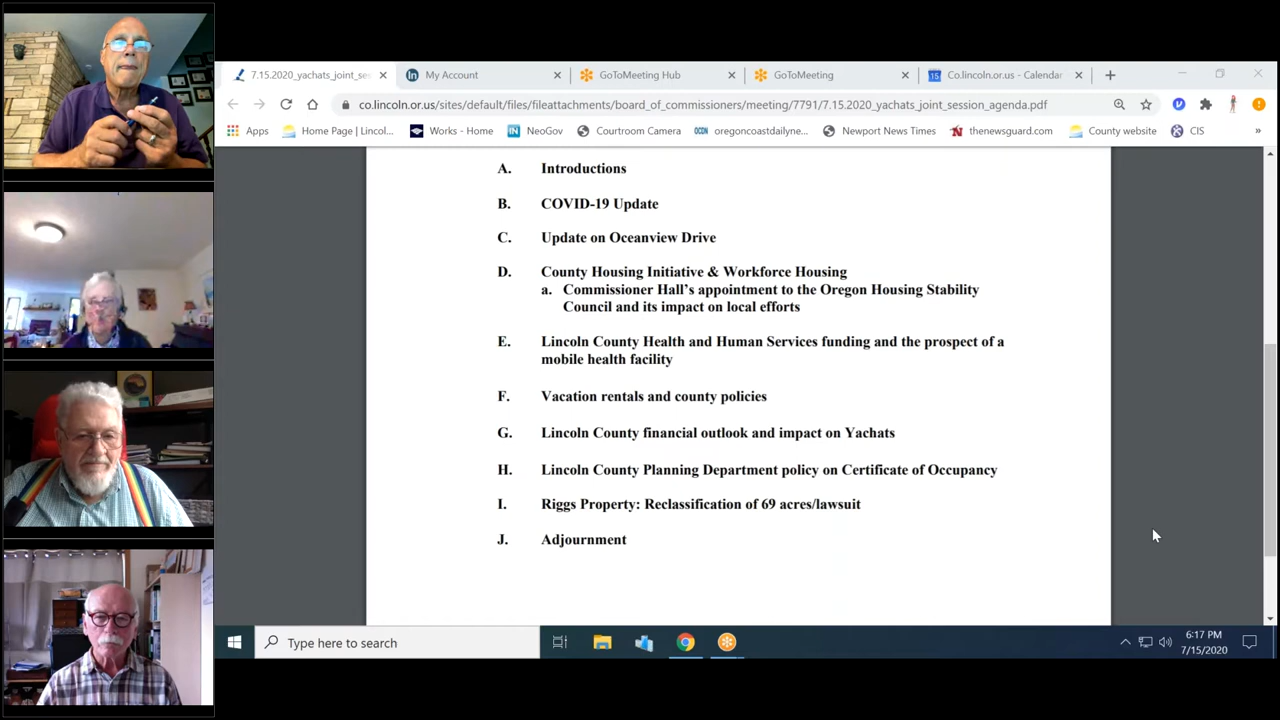 7.15.2020_yachats_joint_ses
My Account
GoToMeeting Hub
GoToMeeting
Co.lincoln.or.us - Calendar
co.lincoln.or.us/sites/default/files/fileattachments/board_of_commissioners/meeting/7791/7.15.2020_yachats_joint_session_agenda.pdf
Apps Home Page | Lincol... Works - Home NeoGov Courtroom Camera oregoncoastdailyne... Newport News Times thenewsguard.com County website CIS »
A. Introductions
B. COVID-19 Update
C. Update on Oceanview Drive
D. County Housing Initiative & Workforce Housing
a. Commissioner Hall's appointment to the Oregon Housing Stability
Council and its impact on local efforts
E. Lincoln County Health and Human Services funding and the prospect of a
mobile health facility
F. Vacation rentals and county policies
G. Lincoln County financial outlook and impact on Yachats
H. Lincoln County Planning Department policy on Certificate of Occupancy
I. Riggs Property: Reclassification of 69 acres/lawsuit
J. Adjournment
Type here to search
6:17 PM
7/15/2020